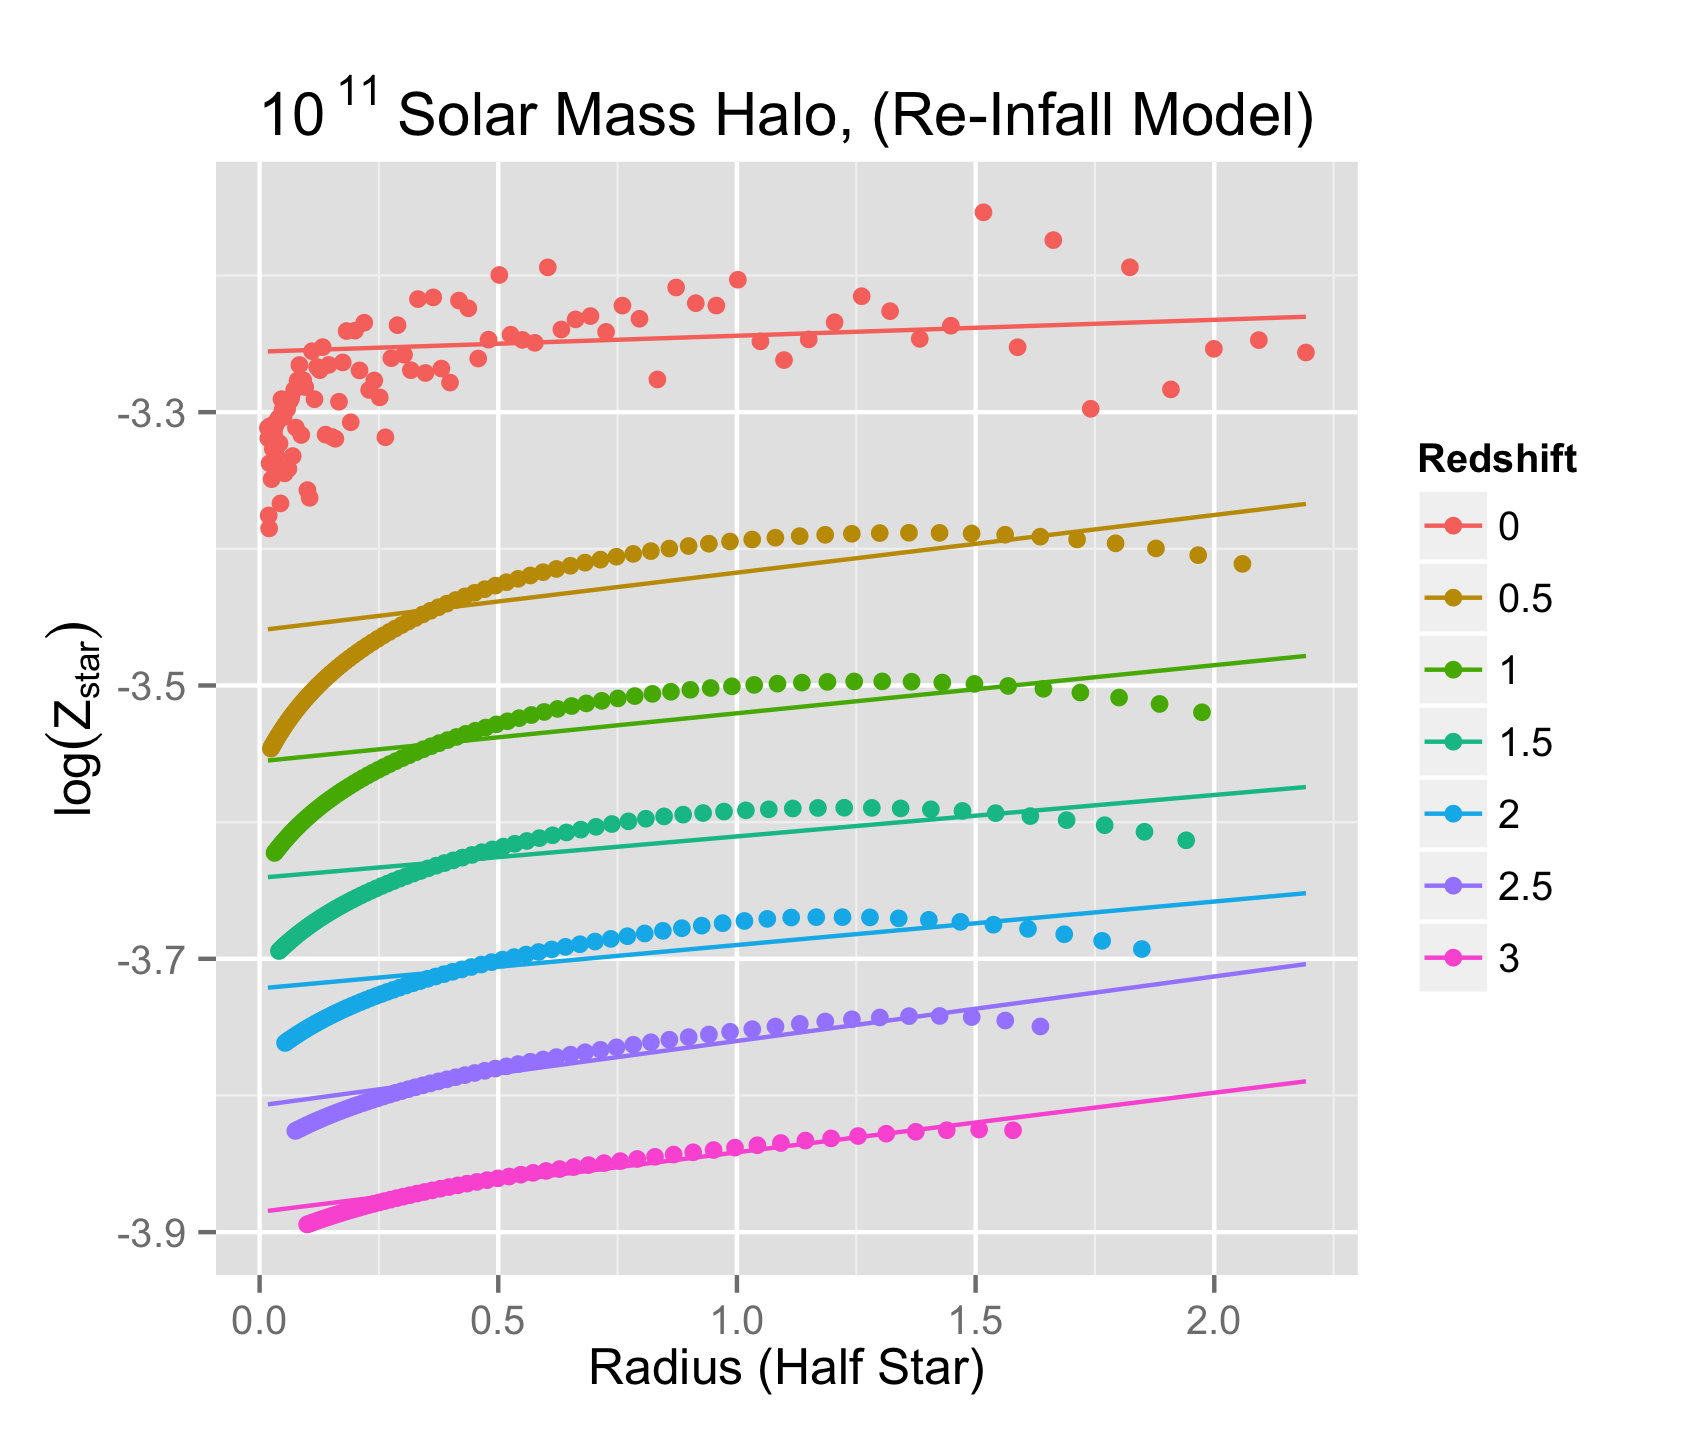 10^11 Solar Mass Halo, (Re-Infall Model)
log(Z_star)
-3.3
-3.5
-3.7
-3.9
0.0 0.5 1.0 1.5 2.0
Radius (Half Star)
Redshift
0
0.5
1
1.5
2
2.5
3